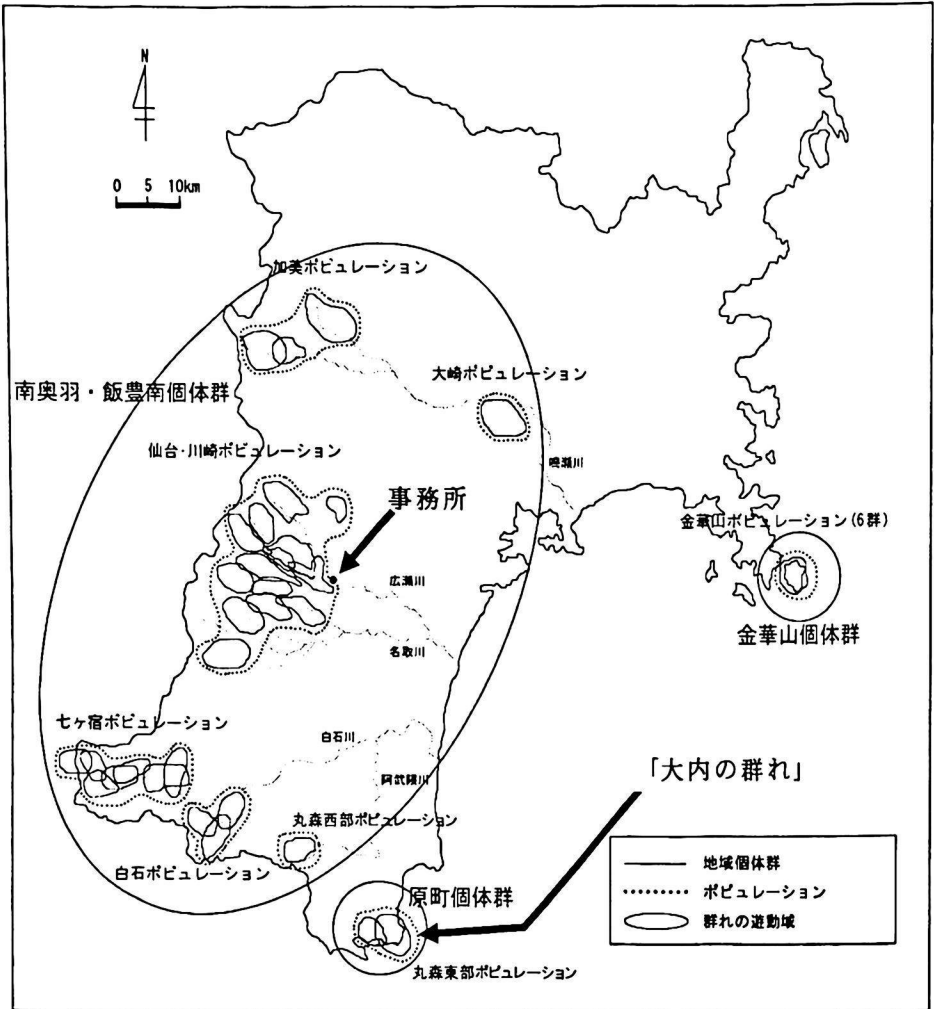 N
0 5 10km
加美ポピュレーション
大崎ポピュレーション
南奥羽・飯豊南個体群
仙台・川崎ポピュレーション
鳴瀬川
事務所
金華山ポピュレーション(6群)
広瀬川
金華山個体群
名取川
七ヶ宿ポピュレーション
白石川
「大内の群れ」
阿武隈川
丸森西部ポピュレーション
白石ポピュレーション
原町個体群
丸森東部ポピュレーション
地域個体群
ポピュレーション
群れの遊動域